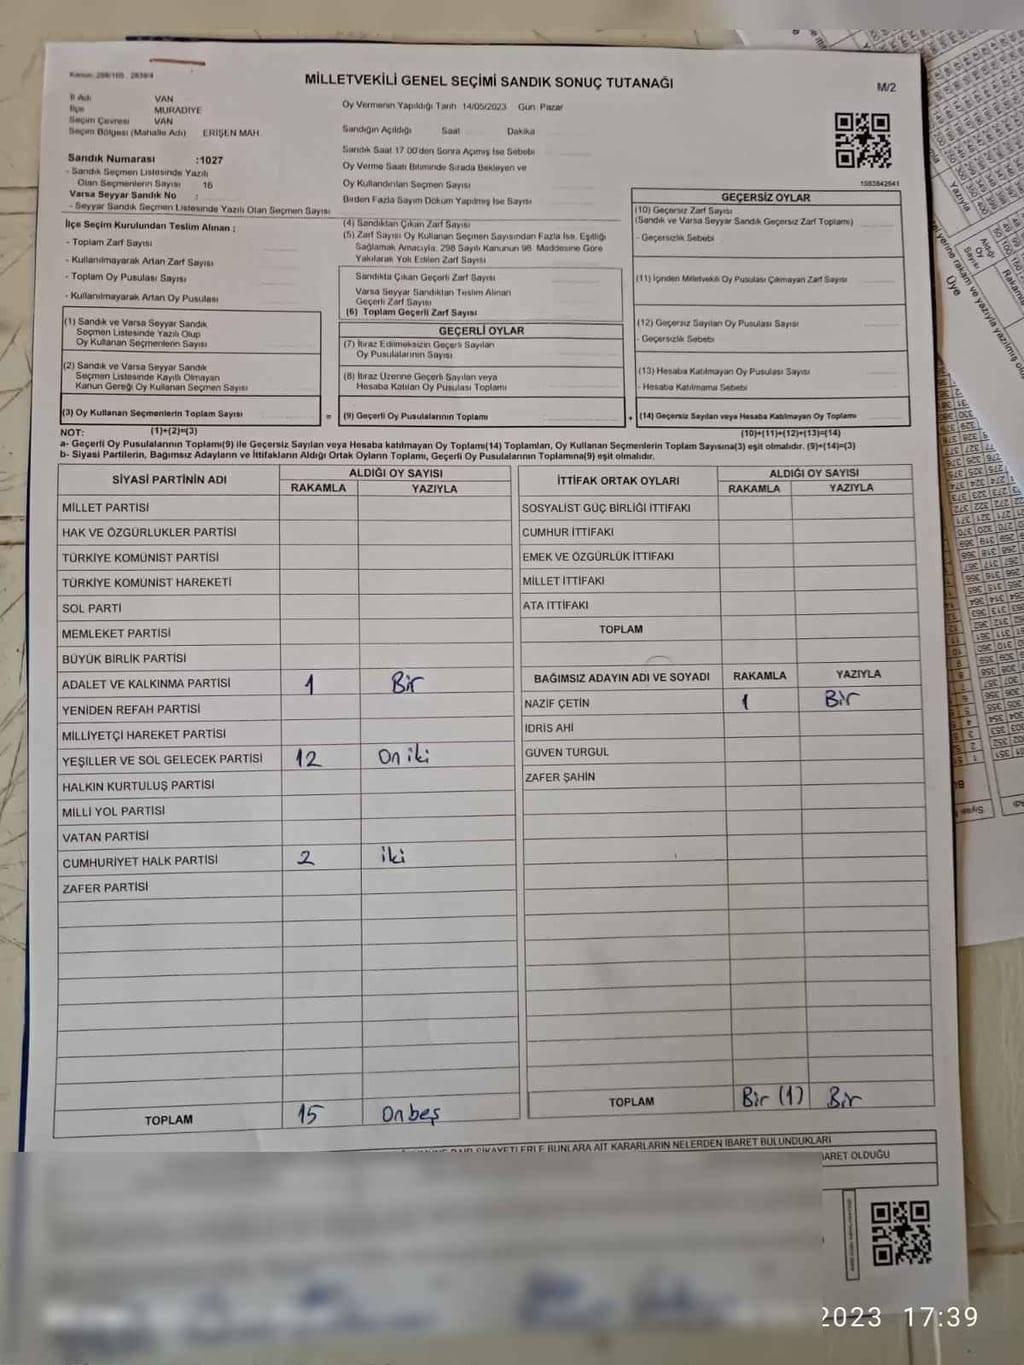 MİLLETVEKİLİ GENEL SEÇİMİ SANDIK SONUÇ TUTANAĞI
M/2
İl Adı VAN
İlçe MURADİYE
Seçim Çevresi VAN
Seçim Bölgesi (Mahalle Adı) ERİŞEN MAH.
Sandık Numarası :1027
- Sandık Seçmen Listesinde Yazılı
Olan Seçmenlerin Sayısı 16
Varsa Seyyar Sandık No :
- Seyyar Sandık Seçmen Listesinde Yazılı Olan Seçmen Sayısı
Oy Vermenin Yapıldığı Tarih 14/05/2023 Gün Pazar
Sandığın Açıldığı Saat Dakika
Sandık Saat 17.00'den Sonra Açımış İse Sebebi
Oy Verme Saati Bitiminde Sırada Bekleyen ve
Oy Kullandırılan Seçmen Sayısı
Birden Fazla Sayım Döküm Yapılmış İse Sayısı
1583842641
İlçe Seçim Kurulundan Teslim Alınan :
- Toplam Zarf Sayısı
- Kullanılmayarak Artan Zarf Sayısı
- Toplam Oy Pusulası Sayısı
- Kullanılmayarak Artan Oy Pusulası
(1) Sandık ve Varsa Seyyar Sandık
Seçmen Listesinde Yazılı Olup
Oy Kullanan Seçmenlerin Sayısı
(2) Sandık ve Varsa Seyyar Sandık
Seçmen Listesinde Kayıtlı Olmayan
Kanun Gereği Oy Kullanan Seçmen Sayısı
(3) Oy Kullanan Seçmenlerin Toplam Sayısı
(4) Sandıktan Çıkan Zarf Sayısı
(5) Zarf Sayısı Oy Kullanan Seçmen Sayısından Fazla İse, Eşitliği
Sağlamak Amacıyla, 298 Sayılı Kanunun 98. Maddesine Göre
Yakılarak Yok Edilen Zarf Sayısı
Sandıkta Çıkan Geçerli Zarf Sayısı
Varsa Seyyar Sandıktan Teslim Alınan
Geçerli Zarf Sayısı
(6) Toplam Geçerli Zarf Sayısı
GEÇERLİ OYLAR
(7) İtiraz Edilmeksizin Geçerli Sayılan
Oy Pusulalarının Sayısı
(8) İtiraz Üzerine Geçerli Sayılan veya
Hesaba Katılan Oy Pusulası Toplamı
= (9) Geçerli Oy Pusulalarının Toplamı
GEÇERSİZ OYLAR
(10) Geçersiz Zarf Sayısı
(Sandık ve Varsa Seyyar Sandık Geçersiz Zarf Toplamı)
- Geçersizlik Sebebi
(11) İçinden Milletvekili Oy Pusulası Çıkmayan Zarf Sayısı
(12) Geçersiz Sayılan Oy Pusulası Sayısı
- Geçersizlik Sebebi
(13) Hesaba Katılmayan Oy Pusulası Sayısı
- Hesaba Katılmama Sebebi
+ (14) Geçersiz Sayılan veya Hesaba Katılmayan Oy Toplamı
NOT: (1)+(2)=(3) (10)+(11)+(12)+(13)=(14)
a- Geçerli Oy Pusulalarının Toplamı(9) ile Geçersiz Sayılan veya Hesaba katılmayan Oy Toplamı(14) Toplamları, Oy Kullanan Seçmenlerin Toplam Sayısına(3) eşit olmalıdır. (9)+(14)=(3)
b- Siyasi Partilerin, Bağımsız Adayların ve İttifakların Aldığı Ortak Oyların Toplamı, Geçerli Oy Pusulalarının Toplamına(9) eşit olmalıdır.
SİYASİ PARTİNİN ADI ALDIĞI OY SAYISI
RAKAMLA YAZIYLA
MİLLET PARTİSİ
HAK VE ÖZGÜRLÜKLER PARTİSİ
TÜRKİYE KOMÜNİST PARTİSİ
TÜRKİYE KOMÜNİST HAREKETİ
SOL PARTİ
MEMLEKET PARTİSİ
BÜYÜK BİRLİK PARTİSİ
ADALET VE KALKINMA PARTİSİ 1 Bir
YENİDEN REFAH PARTİSİ
MİLLİYETÇİ HAREKET PARTİSİ
YEŞİLLER VE SOL GELECEK PARTİSİ 12 On iki
HALKIN KURTULUŞ PARTİSİ
MİLLİ YOL PARTİSİ
VATAN PARTİSİ
CUMHURİYET HALK PARTİSİ 2 iki
ZAFER PARTİSİ
TOPLAM 15 Onbeş
İTTİFAK ORTAK OYLARI ALDIĞI OY SAYISI
RAKAMLA YAZIYLA
SOSYALİST GÜÇ BİRLİĞİ İTTİFAKI
CUMHUR İTTİFAKI
EMEK VE ÖZGÜRLÜK İTTİFAKI
MİLLET İTTİFAKI
ATA İTTİFAKI
TOPLAM
BAĞIMSIZ ADAYIN ADI VE SOYADI RAKAMLA YAZIYLA
NAZİF ÇETİN 1 Bir
İDRİS AHİ
GÜVEN TURGUL
ZAFER ŞAHİN
TOPLAM Bir (1) Bir
BUNLARA AİT KARARLARIN NELERDEN İBARET BULUNDUKLARI
OLDUĞU
2023 17:39